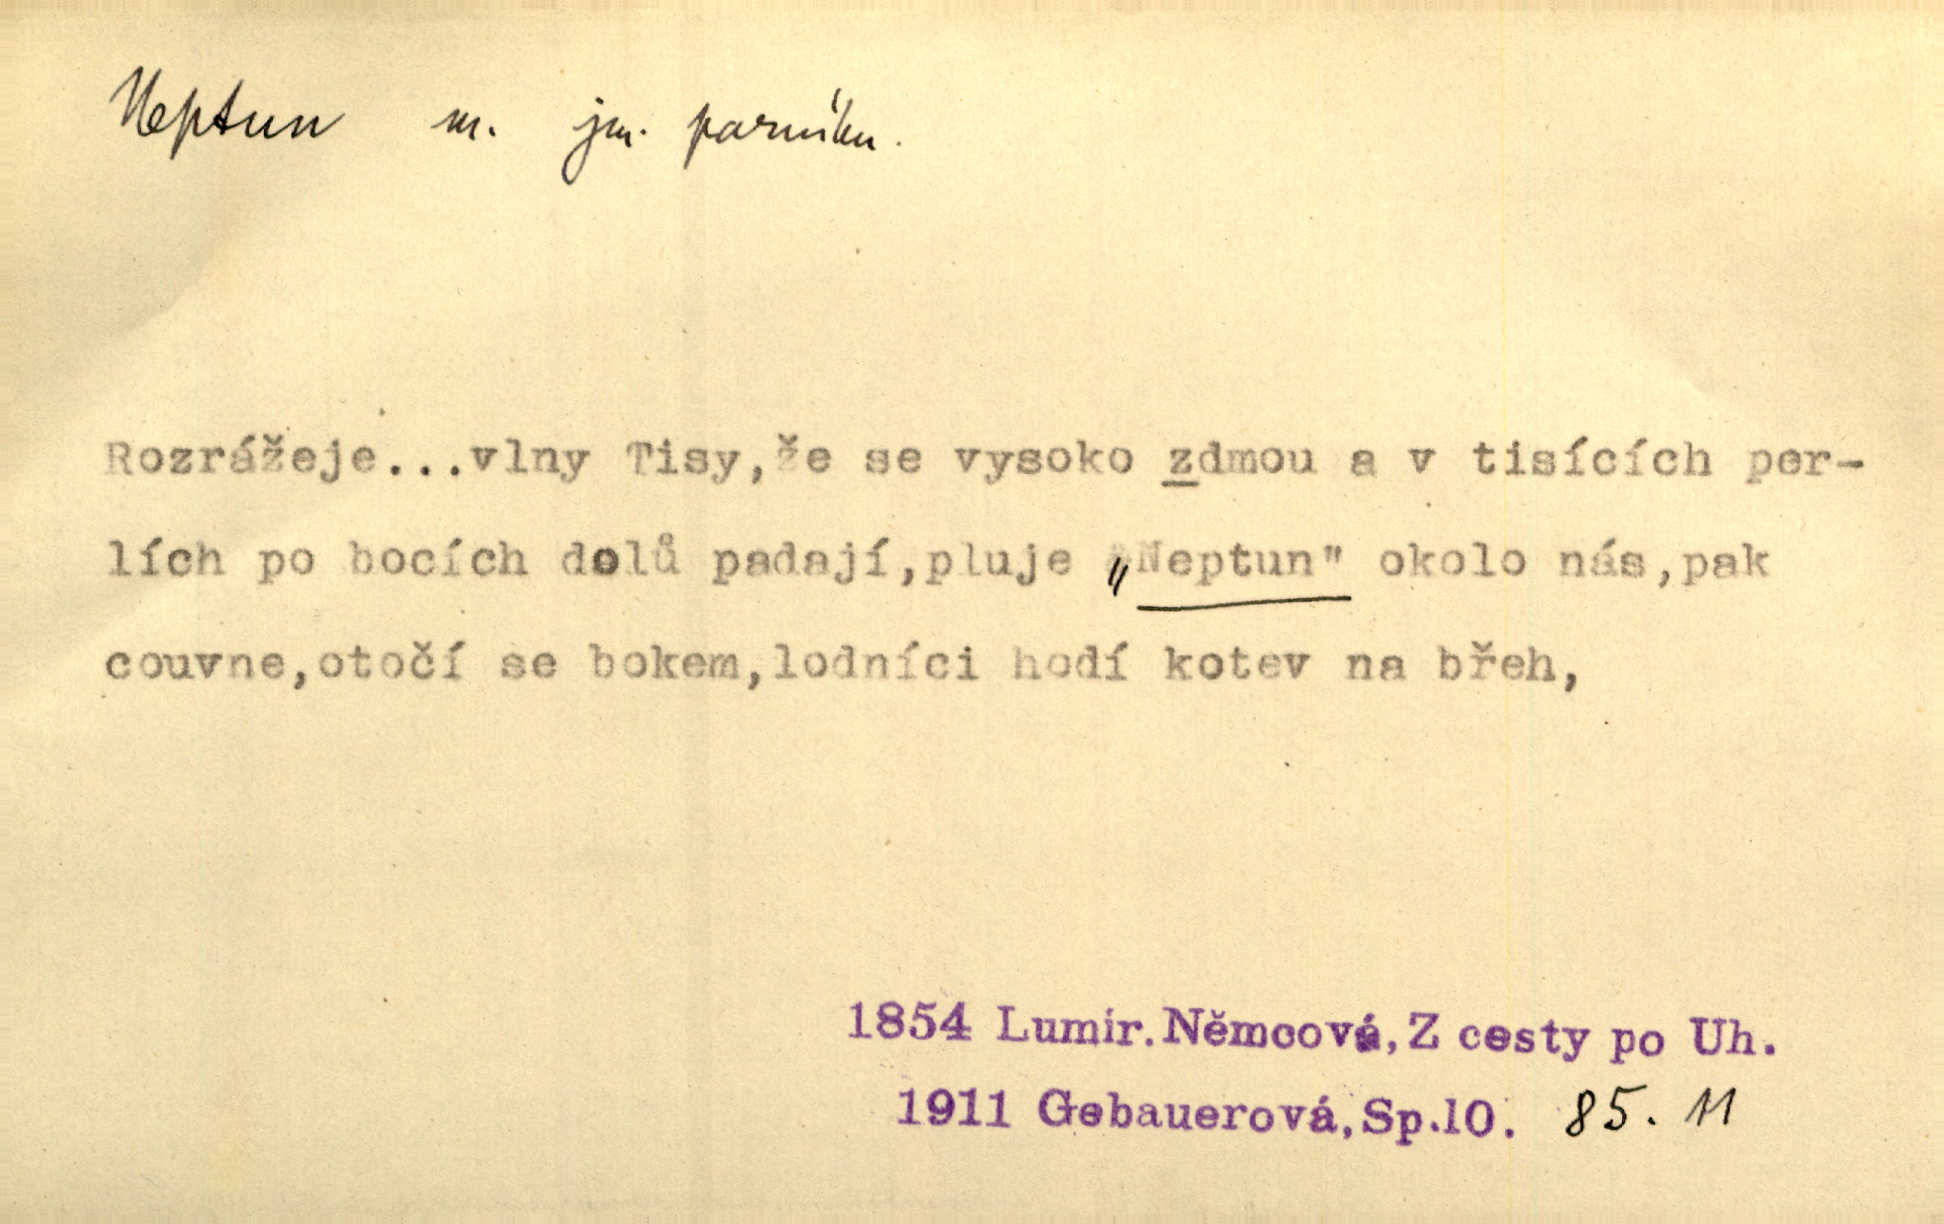 Neptun m. jm. parníku.
Rozrážeje...vlny Tisy,že se vysoko zdmou a v tisících per-
lích po bocích dolů padají,pluje „Neptun" okolo nás,pak
couvne,otočí se bokem,lodníci hodí kotev na břeh,
1854 Lumír.Němcová,Z cesty po Uh.
1911 Gebauerová,Sp.10. 85. 11